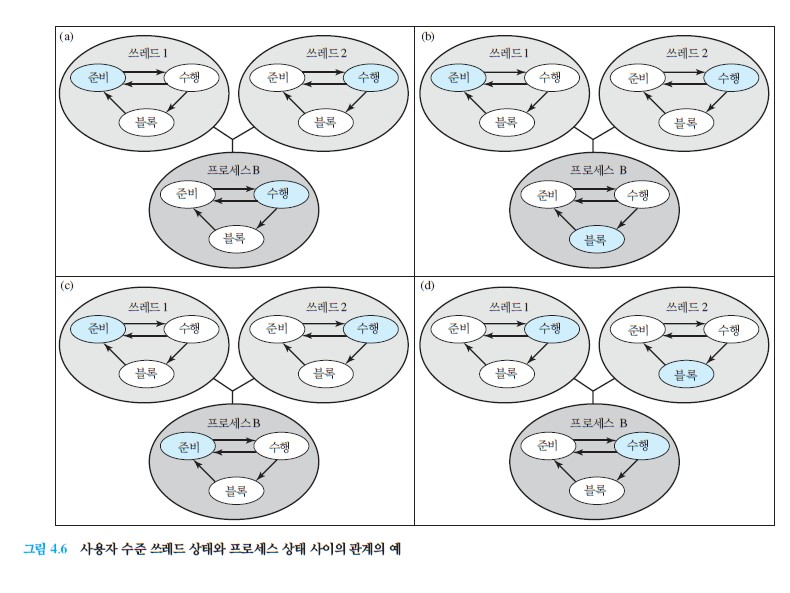 (a)
쓰레드 1
준비
수행
블록
쓰레드 2
준비
수행
블록
프로세스 B
준비
수행
블록
(b)
쓰레드 1
준비
수행
블록
쓰레드 2
준비
수행
블록
프로세스 B
준비
수행
블록
(c)
쓰레드 1
준비
수행
블록
쓰레드 2
준비
수행
블록
프로세스 B
준비
수행
블록
(d)
쓰레드 1
준비
수행
블록
쓰레드 2
준비
수행
블록
프로세스 B
준비
수행
블록
그림 4.6 사용자 수준 쓰레드 상태와 프로세스 상태 사이의 관계의 예